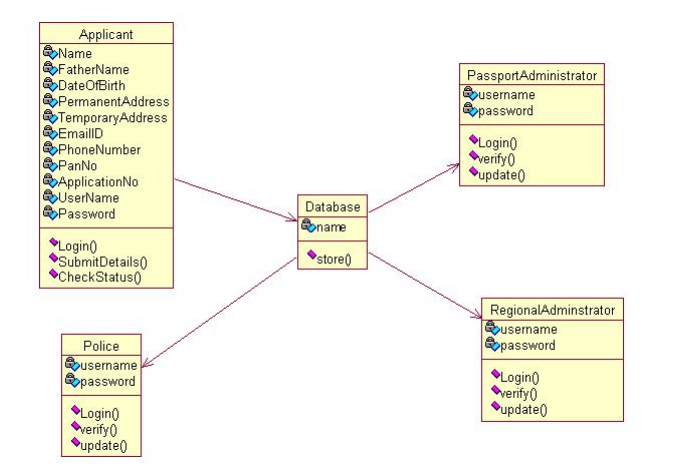 Applicant
Name
FatherName
DateOfBirth
PermanentAddress
TemporaryAddress
EmailID
PhoneNumber
PanNo
ApplicationNo
UserName
Password
Login()
SubmitDetails()
CheckStatus()
PassportAdministrator
username
password
Login()
verify()
update()
Database
name
store()
RegionalAdminstrator
username
password
Login()
verify()
update()
Police
username
password
Login()
verify()
update()